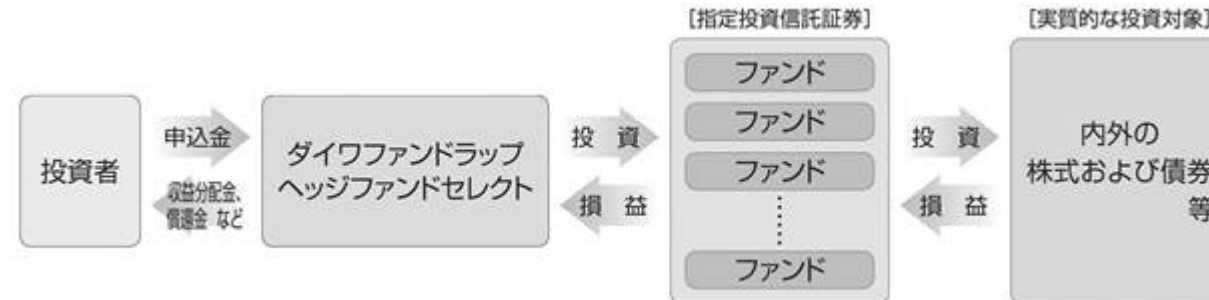 [指定投資信託証券]
[実質的な投資対象]
投資者
申込金
収益分配金、
償還金 など
ダイワファンドラップ
ヘッジファンドセレクト
投 資
損 益
ファンド
ファンド
ファンド
ファンド
投 資
損 益
内外の
株式および債券
等